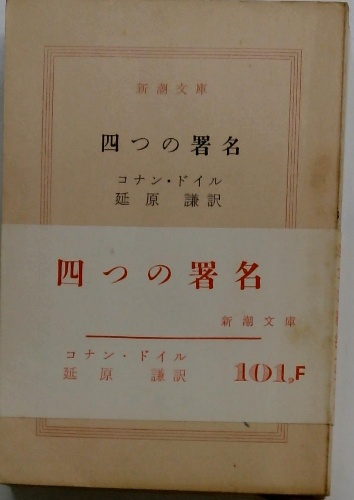 新潮文庫
四つの署名
コナン・ドイル
延原 謙訳
四つの署名
新潮文庫
コナン・ドイル
延原 謙訳
101,F